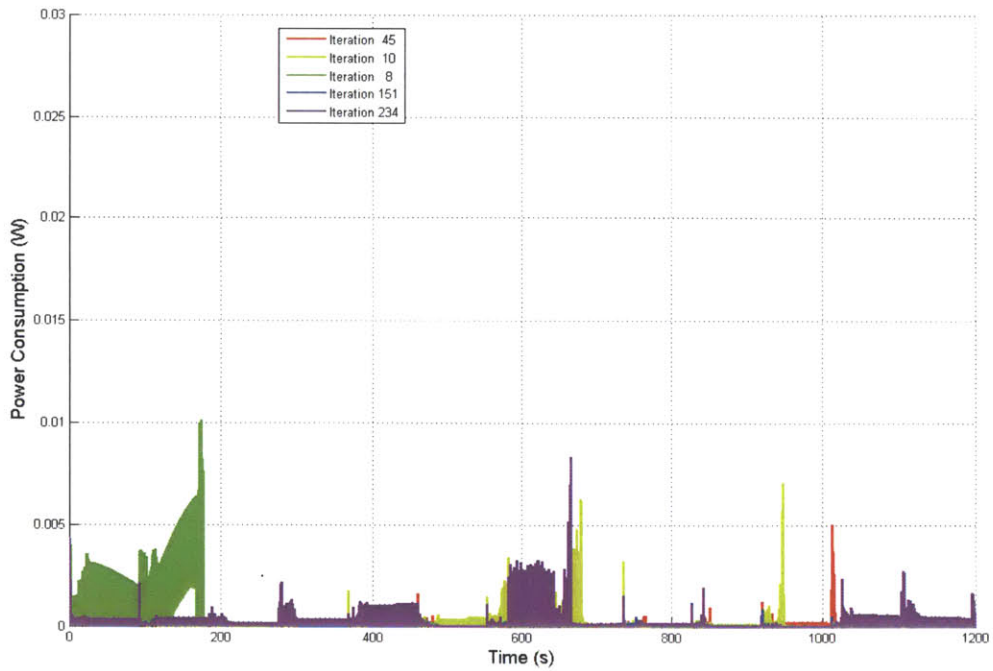 0.03
Iteration 45
Iteration 10
Iteration 8
Iteration 151
Iteration 234
0.025
0.02
0.015
0.01
0.005
0
Power Consumption (W)
0 200 400 600 800 1000 1200
Time (s)